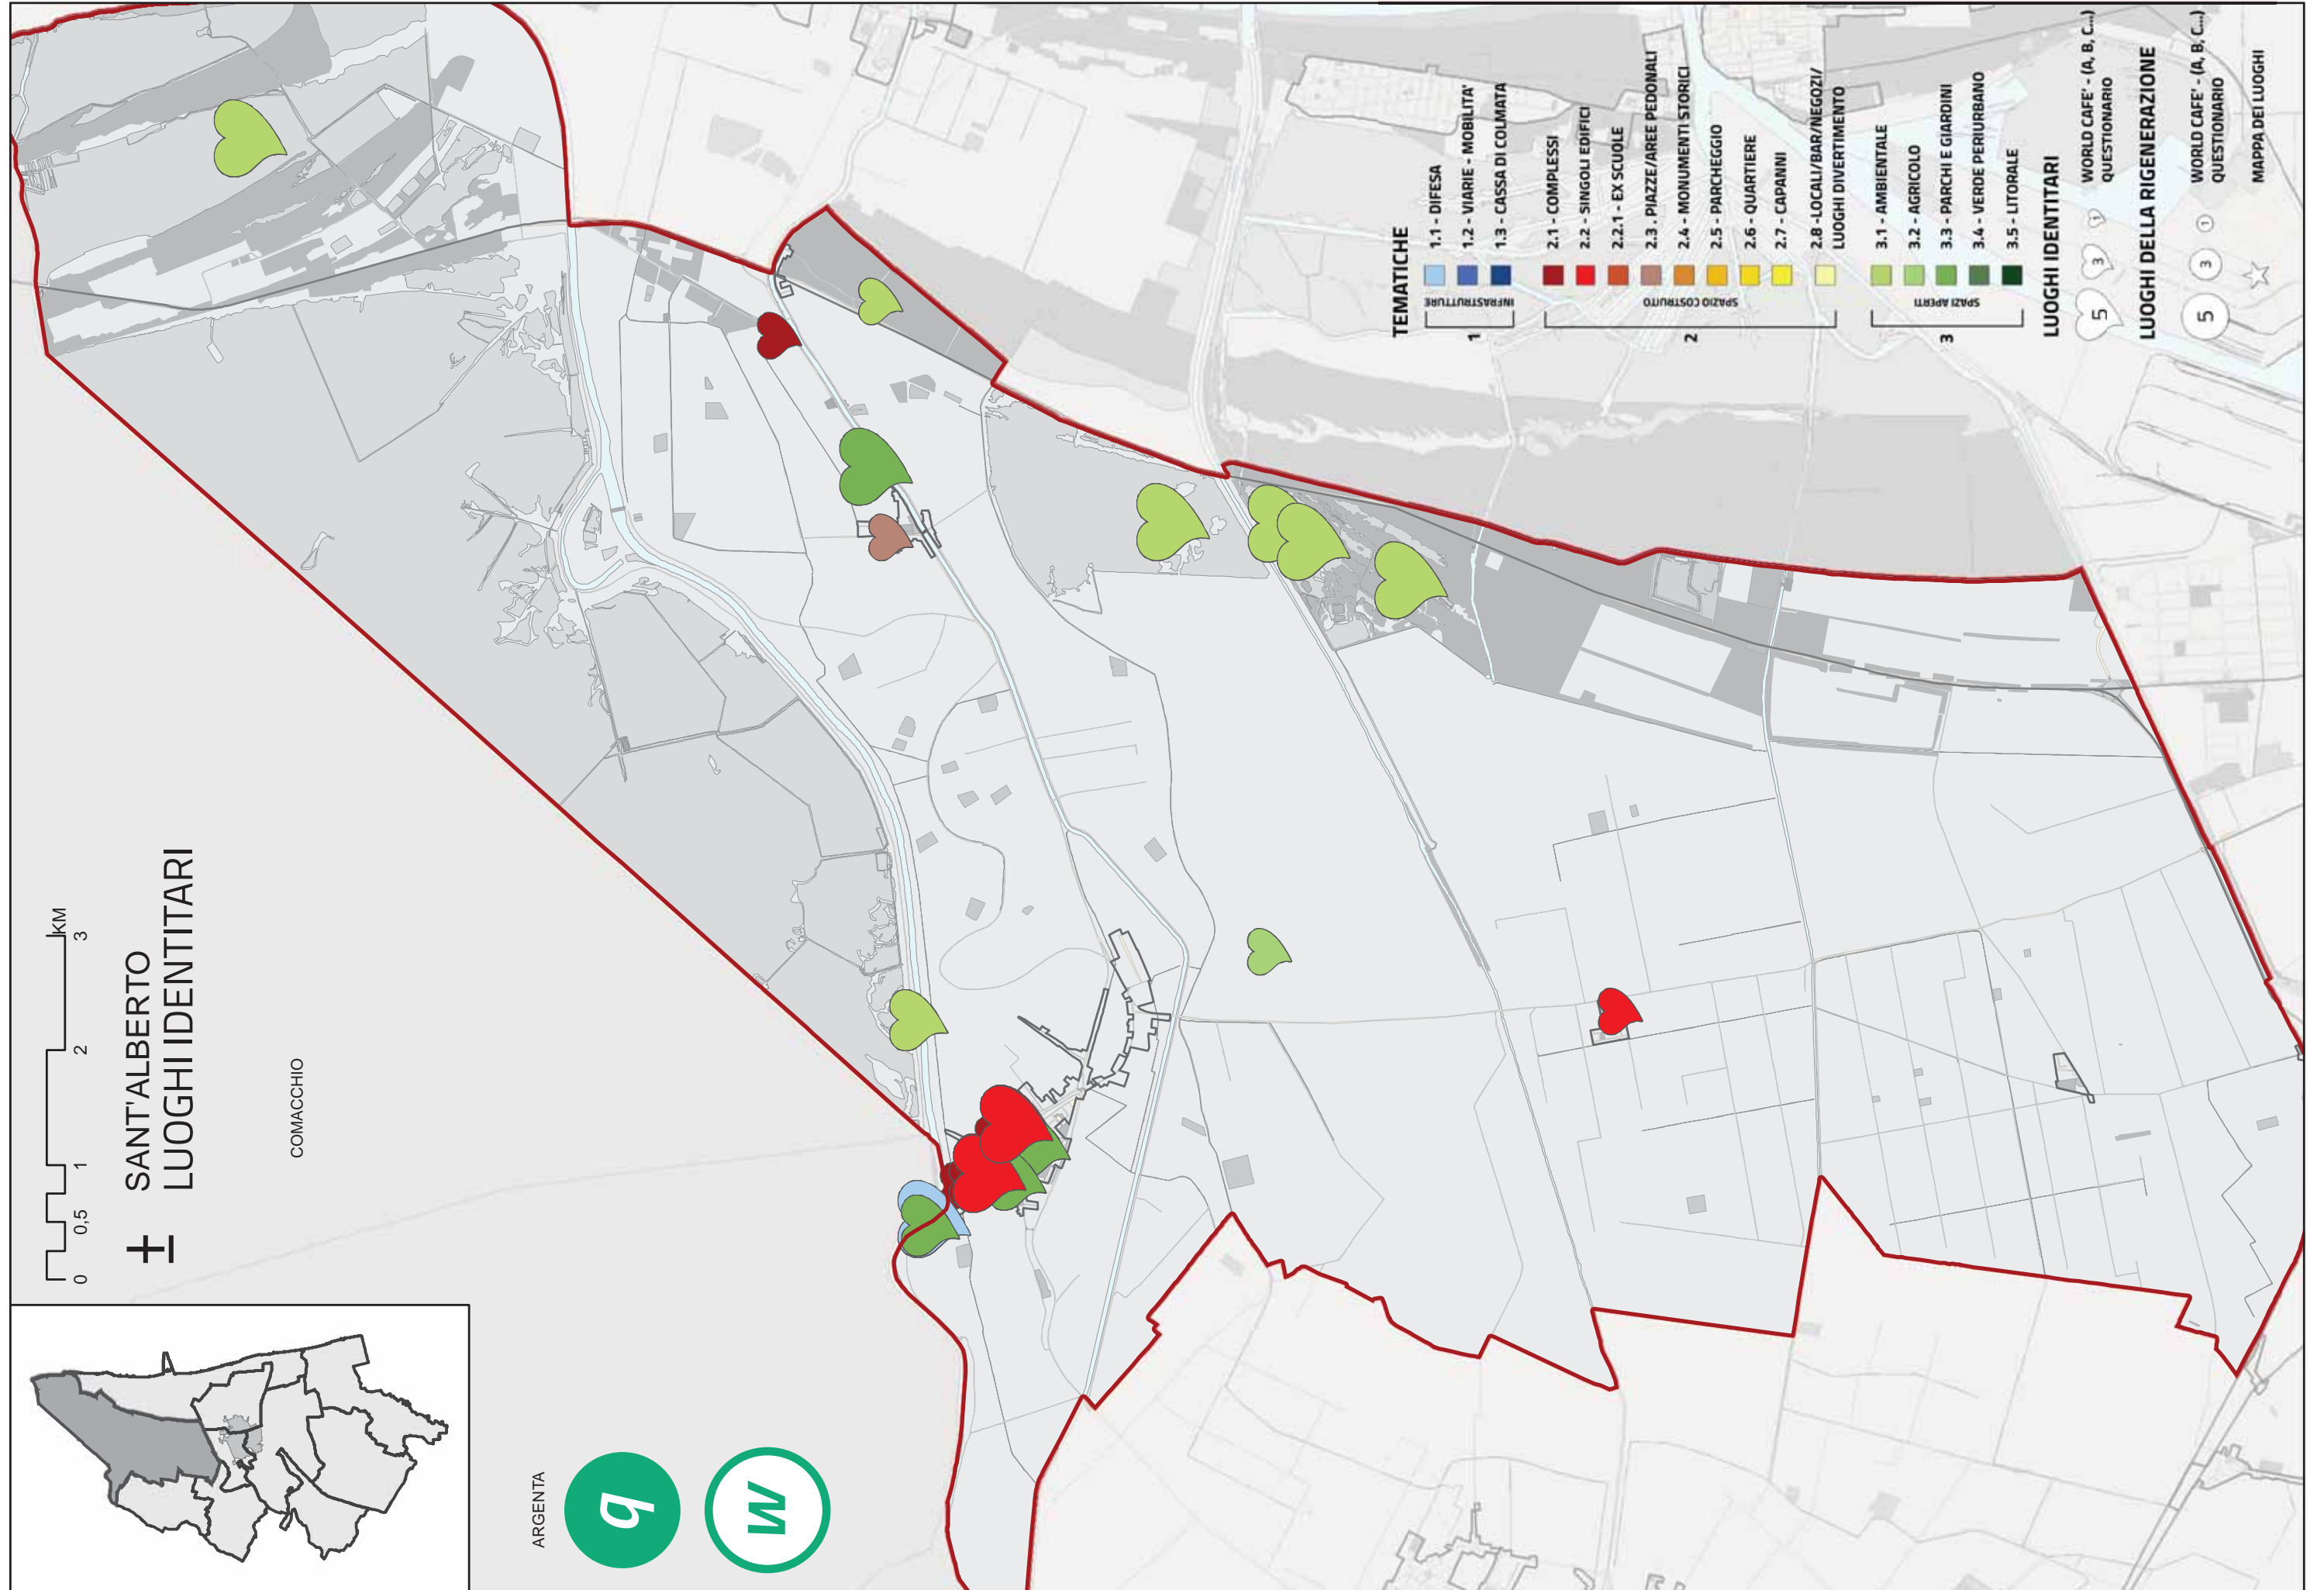 0 0,5 1 2 3 KM
± SANT'ALBERTO
LUOGHI IDENTITARI
COMACCHIO
ARGENTA
q
w
TEMATICHE
1 INFRASTRUTTURE
1.1 - DIFESA
1.2 - VIARIE - MOBILITA'
1.3 - CASSA DI COLMATA
2 SPAZIO COSTRUITO
2.1 - COMPLESSI
2.2 - SINGOLI EDIFICI
2.2.1 - EX SCUOLE
2.3. PIAZZE/AREE PEDONALI
2.4 - MONUMENTI STORICI
2.5 - PARCHEGGIO
2.6 - QUARTIERE
2.7 - CAPANNI
2.8 -LOCALI/BAR/NEGOZI/
LUOGHI DIVERTIMENTO
3 SPAZI APERTI
3.1 - AMBIENTALE
3.2 - AGRICOLO
3.3 - PARCHI E GIARDINI
3.4 - VERDE PERIURBANO
3.5 - LITORALE
LUOGHI IDENTITARI
5 3 1 WORLD CAFE' - (A, B, C...)
QUESTIONARIO
LUOGHI DELLA RIGENERAZIONE
5 3 1 WORLD CAFE' - (A, B, C...)
QUESTIONARIO
MAPPA DEI LUOGHI